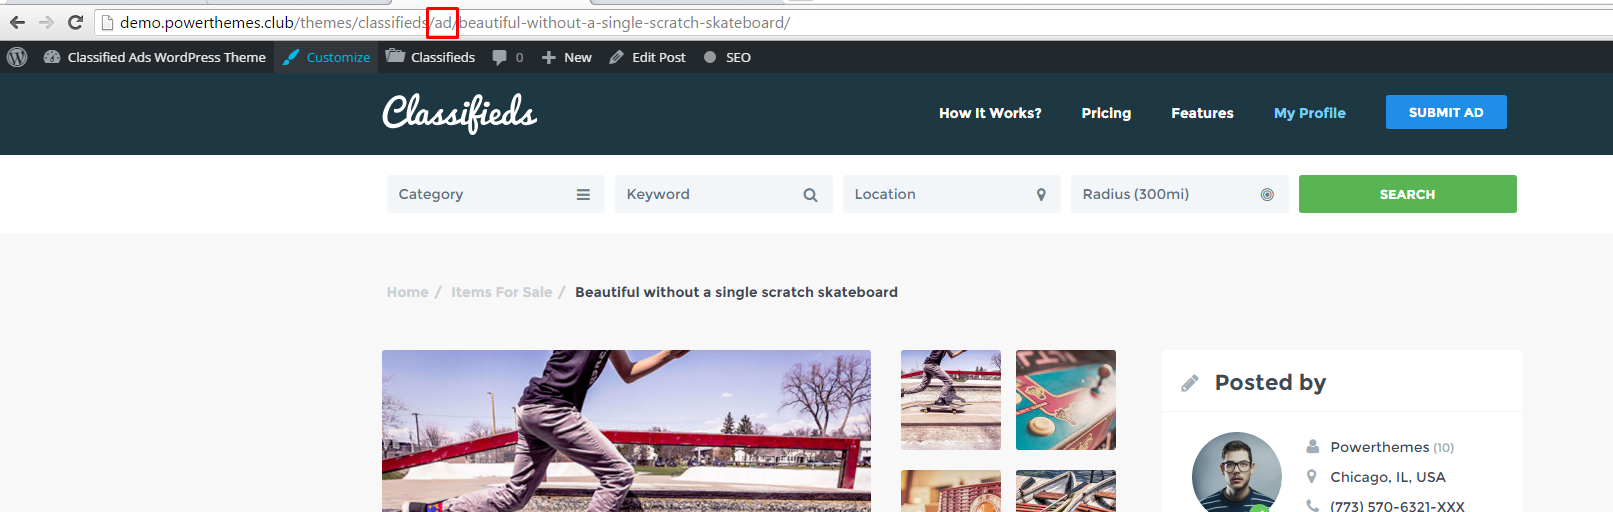 demo.powerthemes.club/themes/classifieds/ad/beautiful-without-a-single-scratch-skateboard/
Classified Ads WordPress Theme Customize Classifieds 0 New Edit Post SEO
Classifieds How It Works? Pricing Features My Profile SUBMIT AD
Category Keyword Location Radius (300mi) SEARCH
Home / Items For Sale / Beautiful without a single scratch skateboard
Posted by
Powerthemes (10)
Chicago, IL, USA
(773) 570-6321-XXX